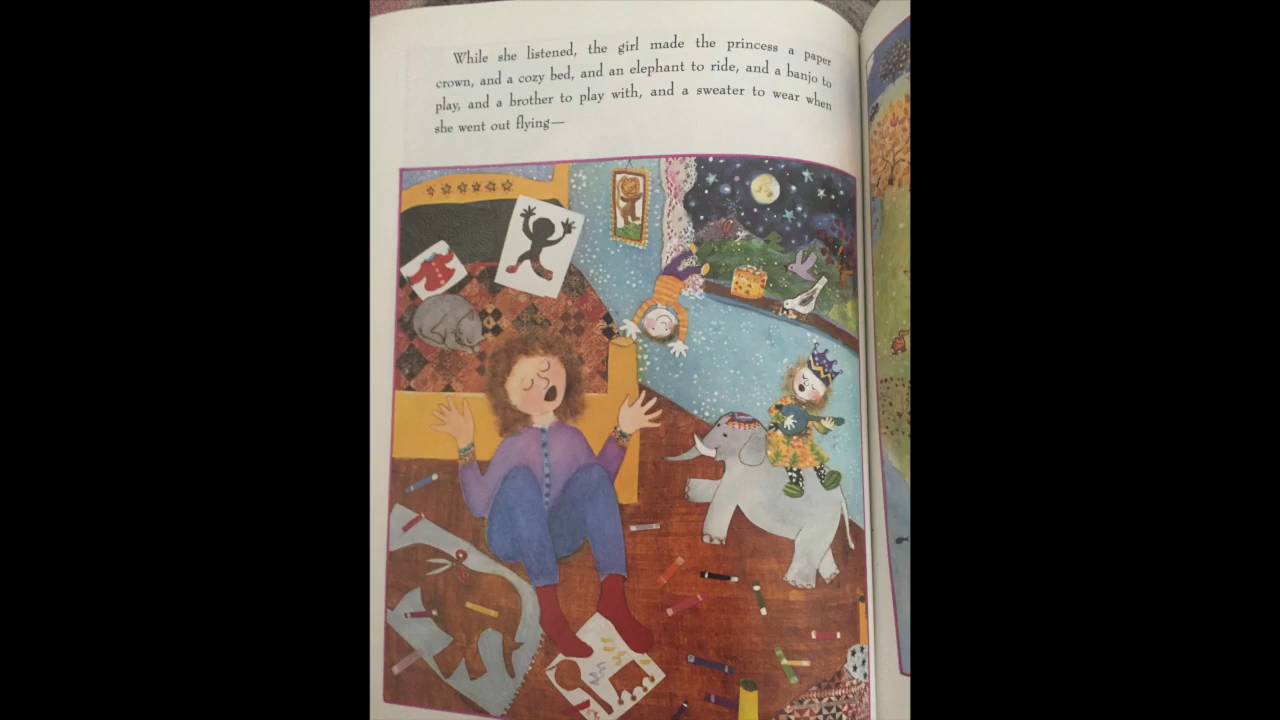 While she listened, the girl made the princess a paper
crown, and a cozy bed, and an elephant to ride, and a banjo to
play, and a brother to play with, and a sweater to wear when
she went out flying—